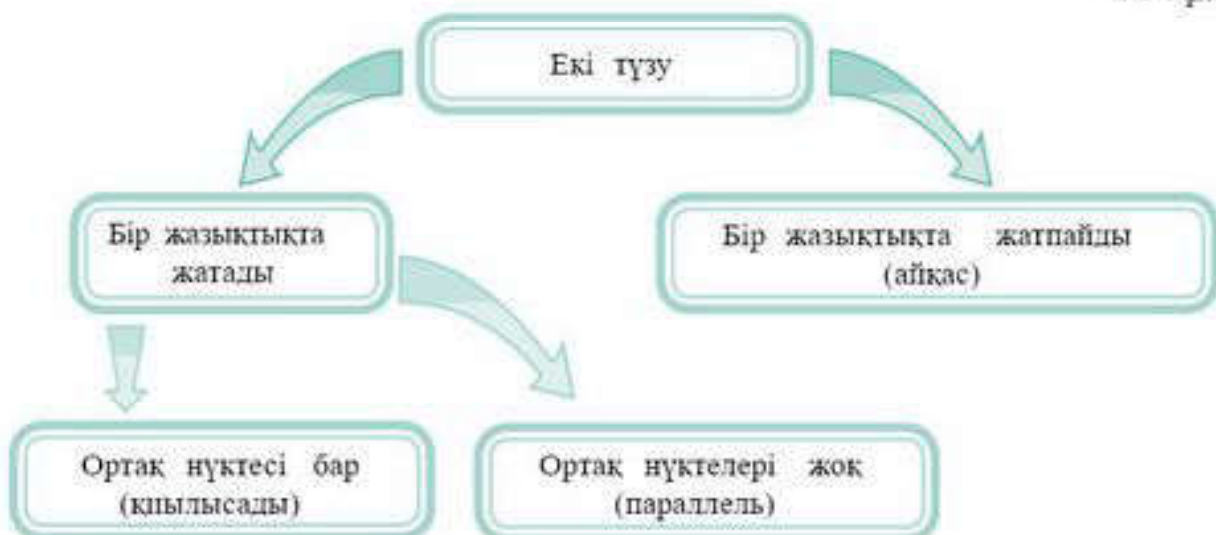 Екі түзу
Бір жазықтықта
жатады
Бір жазықтықта жатпайды
(айқас)
Ортақ нүктесі бар
(қиылысады)
Ортақ нүктелері жоқ
(параллель)